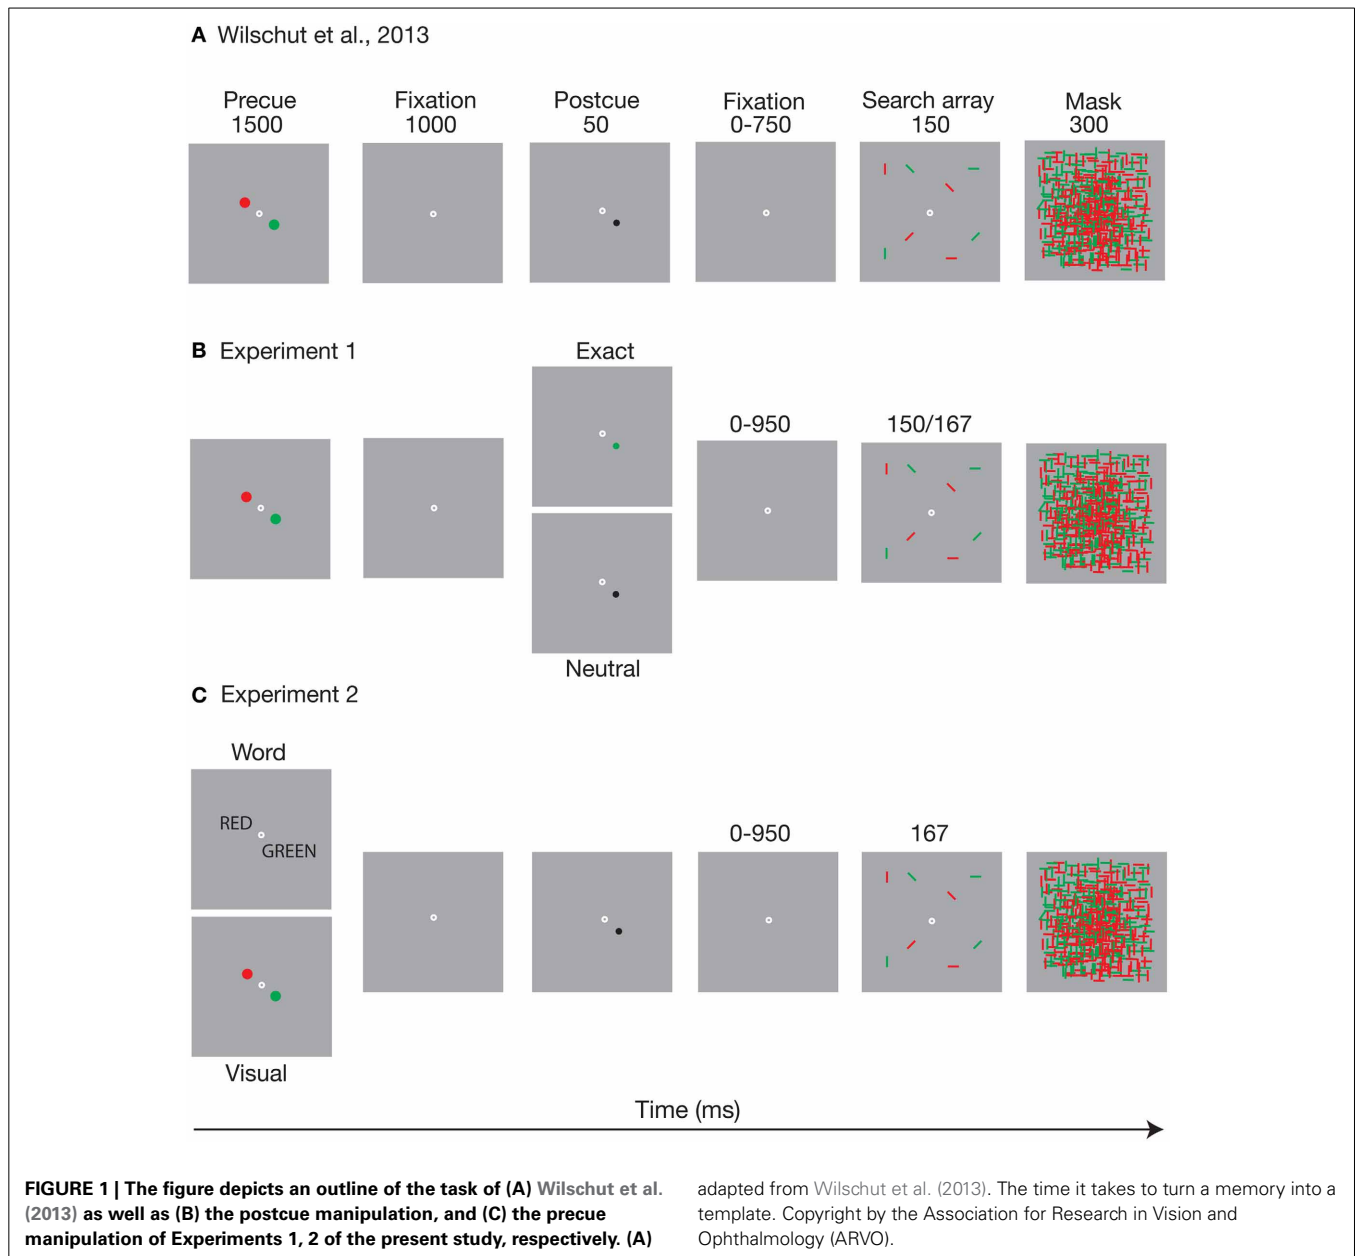 A Wilschut et al., 2013
Precue Fixation Postcue Fixation Search array Mask
1500 1000 50 0-750 150 300
B Experiment 1
Exact
0-950 150/167
Neutral
C Experiment 2
Word
RED
GREEN
0-950 167
Visual
Time (ms)
FIGURE 1 | The figure depicts an outline of the task of (A) Wilschut et al.
(2013) as well as (B) the postcue manipulation, and (C) the precue
manipulation of Experiments 1, 2 of the present study, respectively. (A)
adapted from Wilschut et al. (2013). The time it takes to turn a memory into a
template. Copyright by the Association for Research in Vision and
Ophthalmology (ARVO).